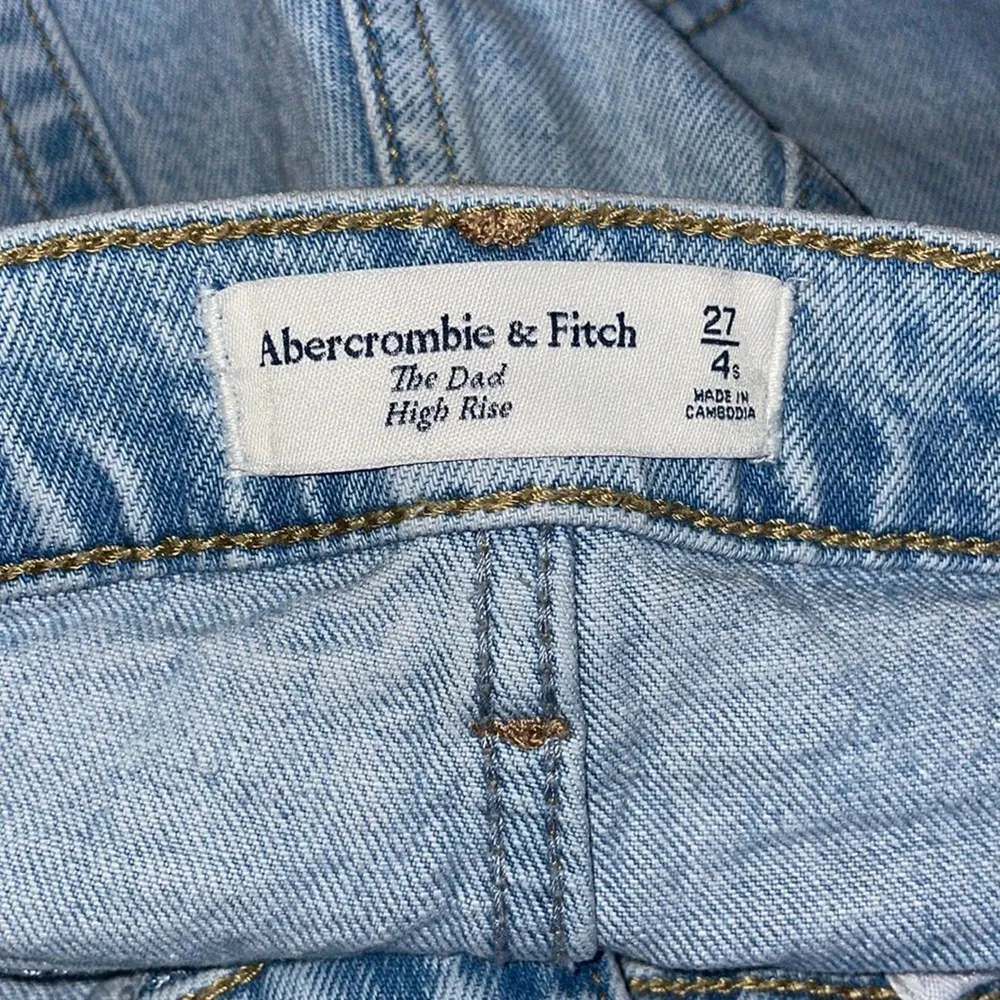 Abercrombie & Fitch
The Dad
High Rise
27
4s
MADE IN
CAMBODIA